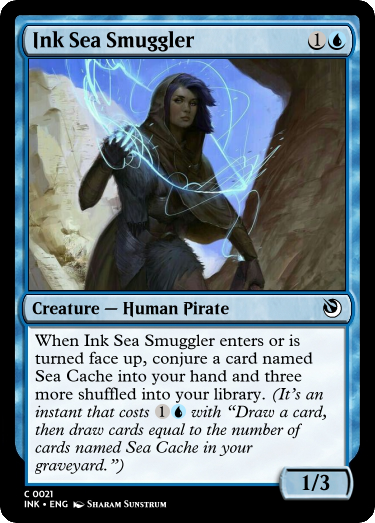 Ink Sea Smuggler 1
When Ink Sea Smuggler enters or is
turned face up, conjure a card named
Sea Cache into your hand and three
more shuffled into your library. (It's an
instant that costs 1 with “Draw a card,
then draw cards equal to the number of
cards named Sea Cache in your
graveyard.”)
1/3
C 0021
INK • ENG Sharam Sunstrum